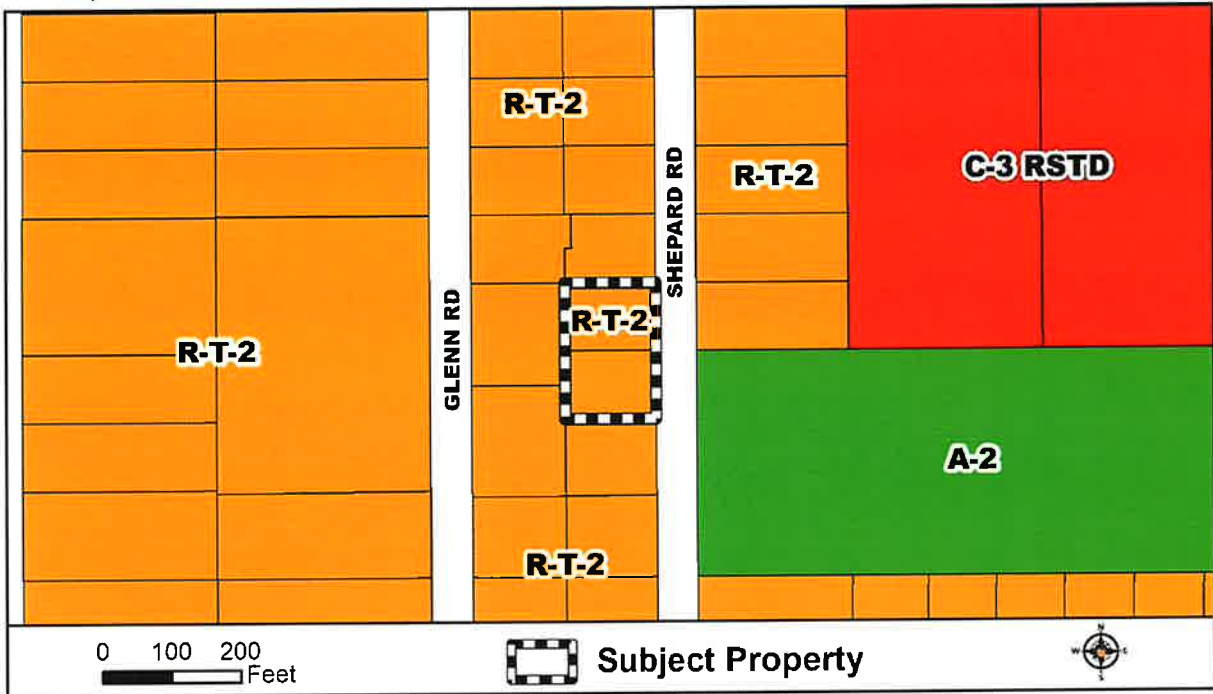 R-T-2
R-T-2
C-3 RSTD
SHEPARD RD
R-T-2
R-T-2
GLENN RD
A-2
R-T-2
0 100 200
Feet
Subject Property
N
W E
S